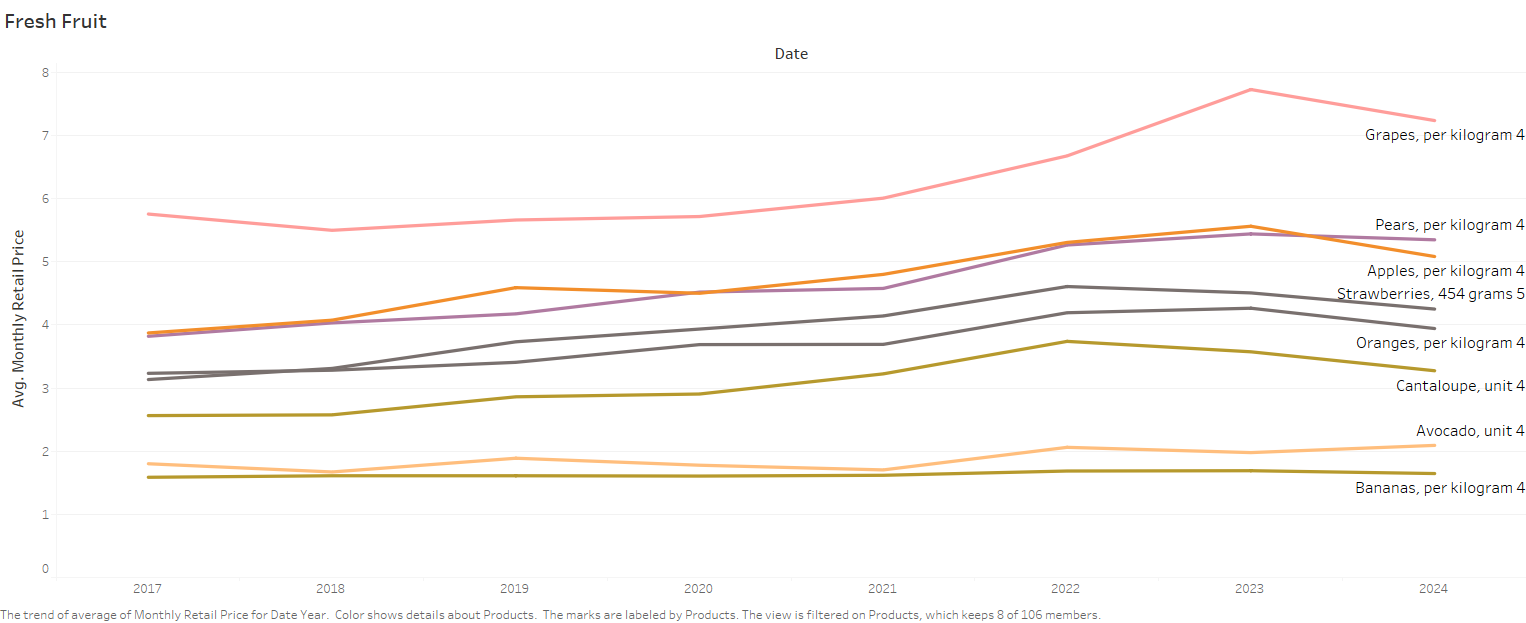 Fresh Fruit
Date
Avg. Monthly Retail Price
8
7
6
5
4
3
2
1
0
Grapes, per kilogram 4
Pears, per kilogram 4
Apples, per kilogram 4
Strawberries, 454 grams 5
Oranges, per kilogram 4
Cantaloupe, unit 4
Avocado, unit 4
Bananas, per kilogram 4
2017 2018 2019 2020 2021 2022 2023 2024
The trend of average of Monthly Retail Price for Date Year. Color shows details about Products. The marks are labeled by Products. The view is filtered on Products, which keeps 8 of 106 members.